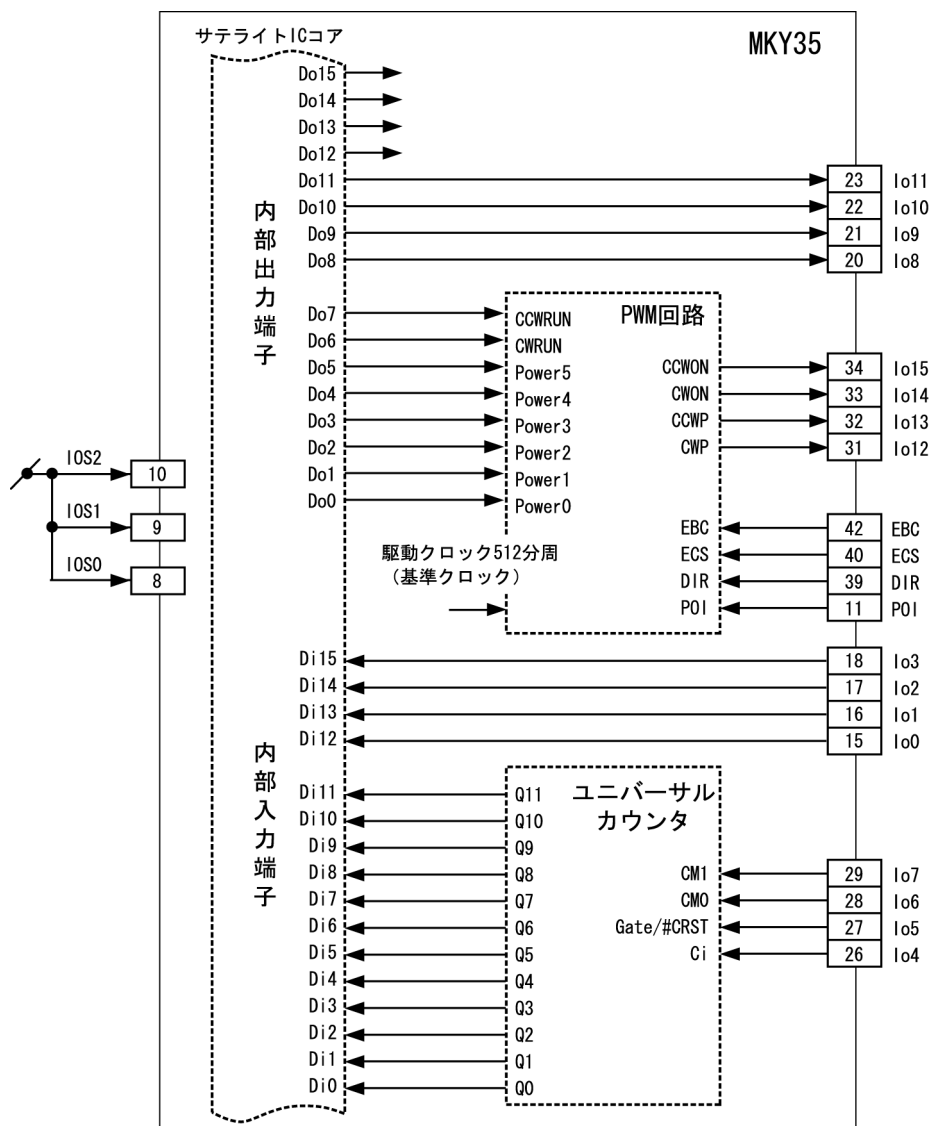 サテライトICコア
MKY35
Do15
Do14
Do13
Do12
Do11 23 Io11
Do10 22 Io10
Do9 21 Io9
Do8 20 Io8
内部出力端子
PWM回路
Do7 CCWRUN
Do6 CWRUN
Do5 Power5 CCWON 34 Io15
Do4 Power4 CWON 33 Io14
Do3 Power3 CCWP 32 Io13
Do2 Power2 CWP 31 Io12
Do1 Power1
Do0 Power0
IOS2 10
IOS1 9
IOS0 8
EBC 42 EBC
ECS 40 ECS
DIR 39 DIR
POI 11 POI
駆動クロック512分周
（基準クロック）
Di15 18 Io3
Di14 17 Io2
Di13 16 Io1
Di12 15 Io0
内部入力端子
ユニバーサル
カウンタ
Di11 Q11
Di10 Q10
Di9 Q9
Di8 Q8 CM1 29 Io7
Di7 Q7 CM0 28 Io6
Di6 Q6 Gate/#CRST 27 Io5
Di5 Q5 Ci 26 Io4
Di4 Q4
Di3 Q3
Di2 Q2
Di1 Q1
Di0 Q0